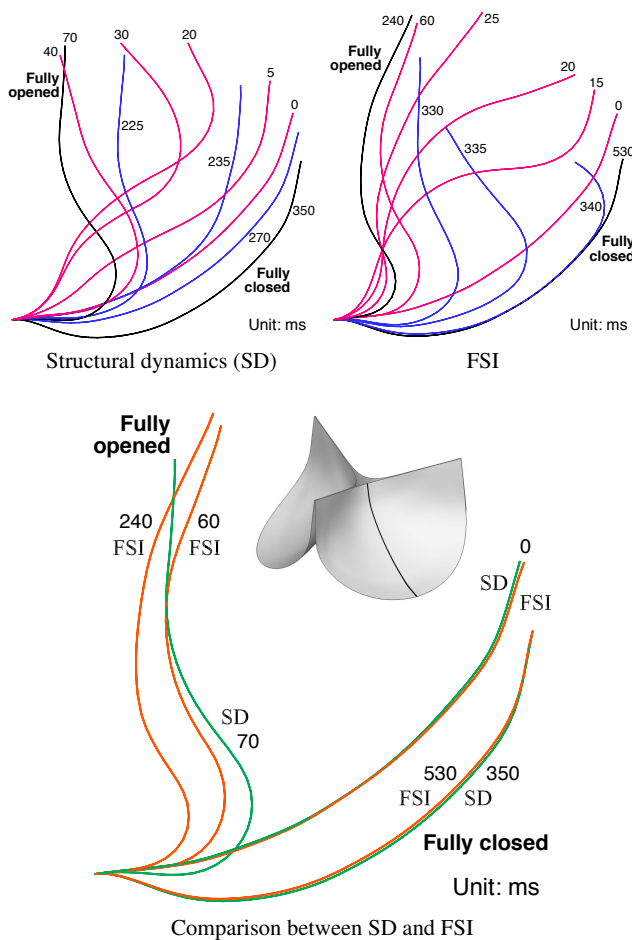 70
40
30
20
5
0
Fully
opened
225
235
350
270
Fully
closed
Unit: ms
Structural dynamics (SD)
240
60
25
20
15
0
Fully
opened
330
335
530
340
Fully
closed
Unit: ms
FSI
Fully
opened
240
FSI
60
FSI
0
SD
FSI
SD
70
530
350
FSI
SD
Fully closed
Unit: ms
Comparison between SD and FSI